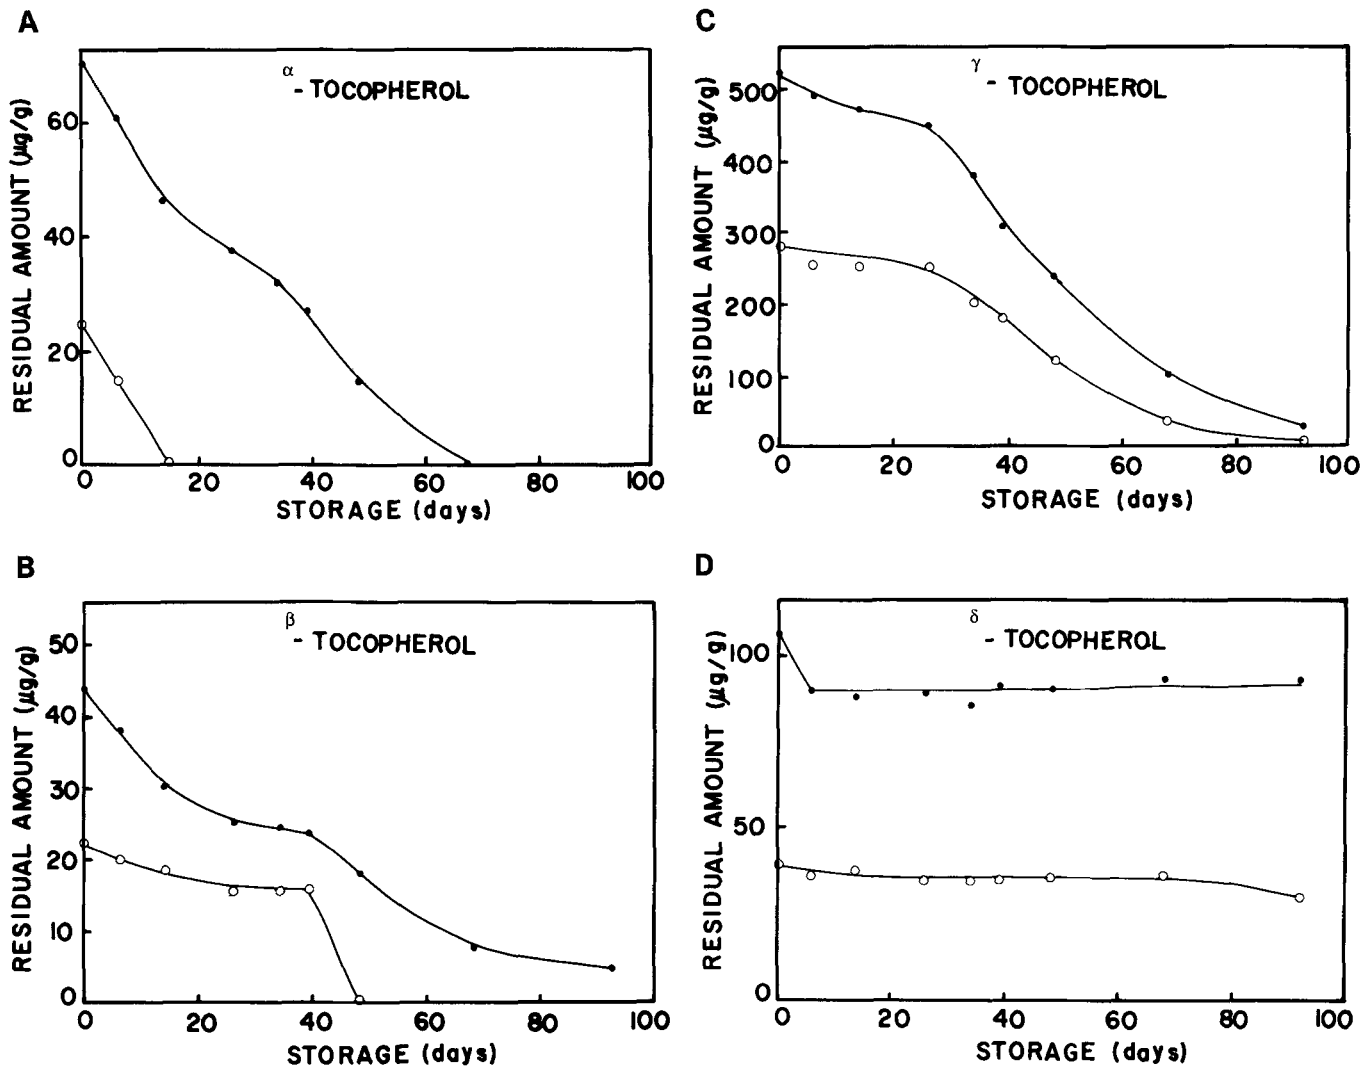 A
α
- TOCOPHEROL
RESIDUAL AMOUNT (μg/g)
60
40
20
0
0 20 40 60 80 100
STORAGE (days)
B
β
- TOCOPHEROL
RESIDUAL AMOUNT (μg/g)
50
40
30
20
10
0
0 20 40 60 80 100
STORAGE (days)
C
γ
- TOCOPHEROL
RESIDUAL AMOUNT (μg/g)
500
400
300
200
100
0
0 20 40 60 80 100
STORAGE (days)
D
δ
- TOCOPHEROL
RESIDUAL AMOUNT (μg/g)
100
50
0
0 20 40 60 80 100
STORAGE (days)